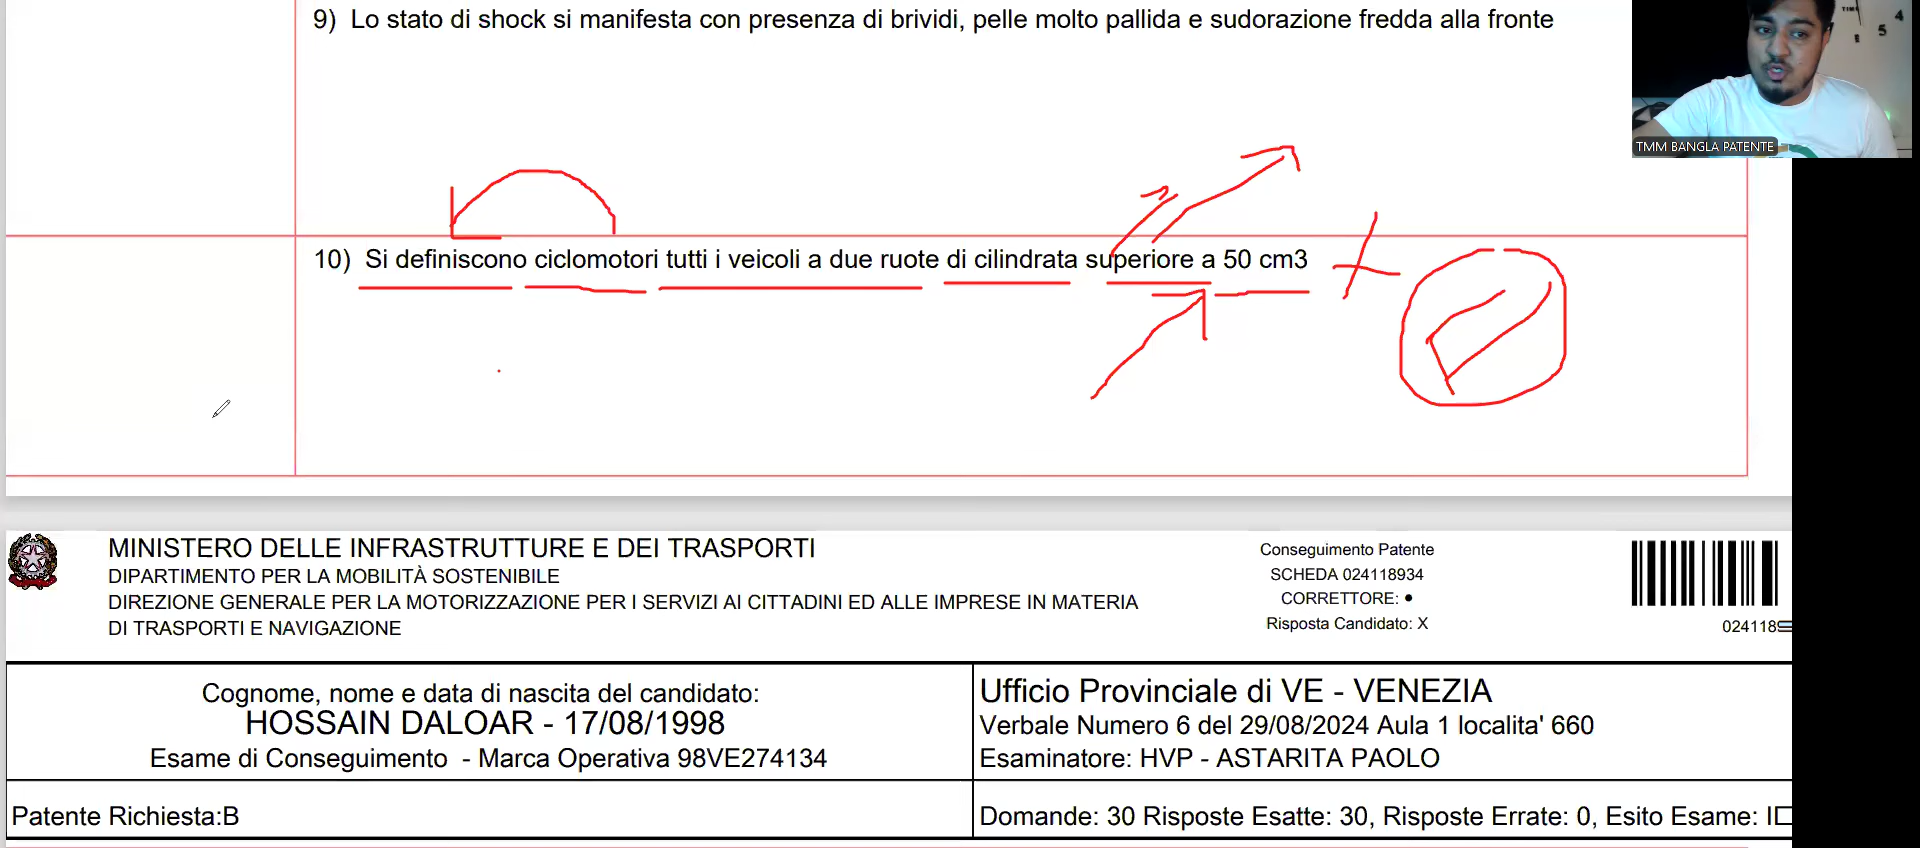 9) Lo stato di shock si manifesta con presenza di brividi, pelle molto pallida e sudorazione fredda alla fronte
TIME
4
5
TMM BANGLA PATENTE
10) Si definiscono ciclomotori tutti i veicoli a due ruote di cilindrata superiore a 50 cm3
MINISTERO DELLE INFRASTRUTTURE E DEI TRASPORTI
DIPARTIMENTO PER LA MOBILITÀ SOSTENIBILE
DIREZIONE GENERALE PER LA MOTORIZZAZIONE PER I SERVIZI AI CITTADINI ED ALLE IMPRESE IN MATERIA
DI TRASPORTI E NAVIGAZIONE
Conseguimento Patente
SCHEDA 024118934
CORRETTORE: ●
Risposta Candidato: X
024118
Cognome, nome e data di nascita del candidato:
HOSSAIN DALOAR - 17/08/1998
Esame di Conseguimento - Marca Operativa 98VE274134
Ufficio Provinciale di VE - VENEZIA
Verbale Numero 6 del 29/08/2024 Aula 1 localita' 660
Esaminatore: HVP - ASTARITA PAOLO
Patente Richiesta:B
Domande: 30 Risposte Esatte: 30, Risposte Errate: 0, Esito Esame: